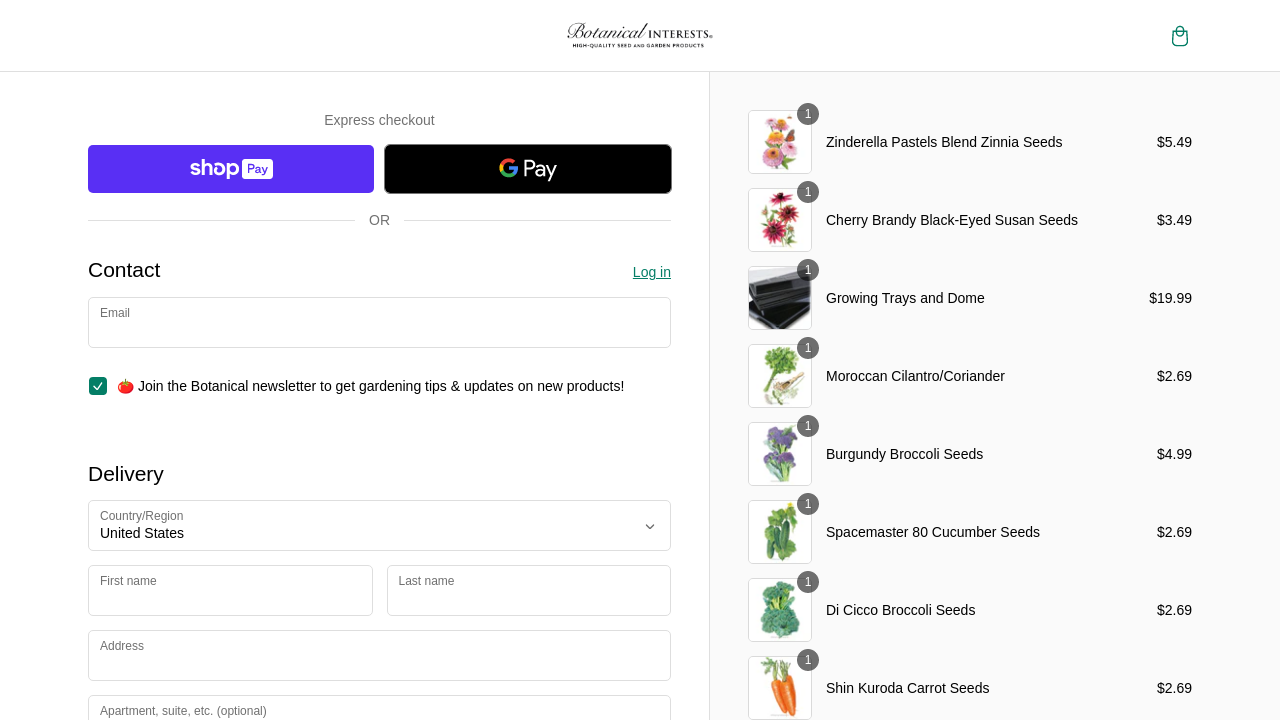 Botanical INTERESTS®
HIGH-QUALITY SEED AND GARDEN PRODUCTS
Express checkout
shop Pay
G Pay
OR
Contact
Log in
Email
Join the Botanical newsletter to get gardening tips & updates on new products!
Delivery
Country/Region
United States
First name
Last name
Address
Apartment, suite, etc. (optional)
1
Zinderella Pastels Blend Zinnia Seeds $5.49
1
Cherry Brandy Black-Eyed Susan Seeds $3.49
1
Growing Trays and Dome $19.99
1
Moroccan Cilantro/Coriander $2.69
1
Burgundy Broccoli Seeds $4.99
1
Spacemaster 80 Cucumber Seeds $2.69
1
Di Cicco Broccoli Seeds $2.69
1
Shin Kuroda Carrot Seeds $2.69